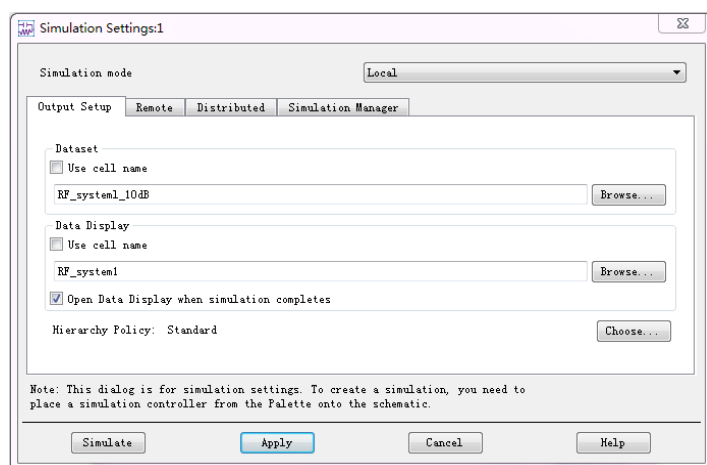 Simulation Settings:1
Simulation mode
Local
Output Setup Remote Distributed Simulation Manager
Dataset
Use cell name
RF_system1_10dB Browse...
Data Display
Use cell name
RF_system1 Browse...
Open Data Display when simulation completes
Hierarchy Policy: Standard Choose...
Note: This dialog is for simulation settings. To create a simulation, you need to
place a simulation controller from the Palette onto the schematic.
Simulate Apply Cancel Help